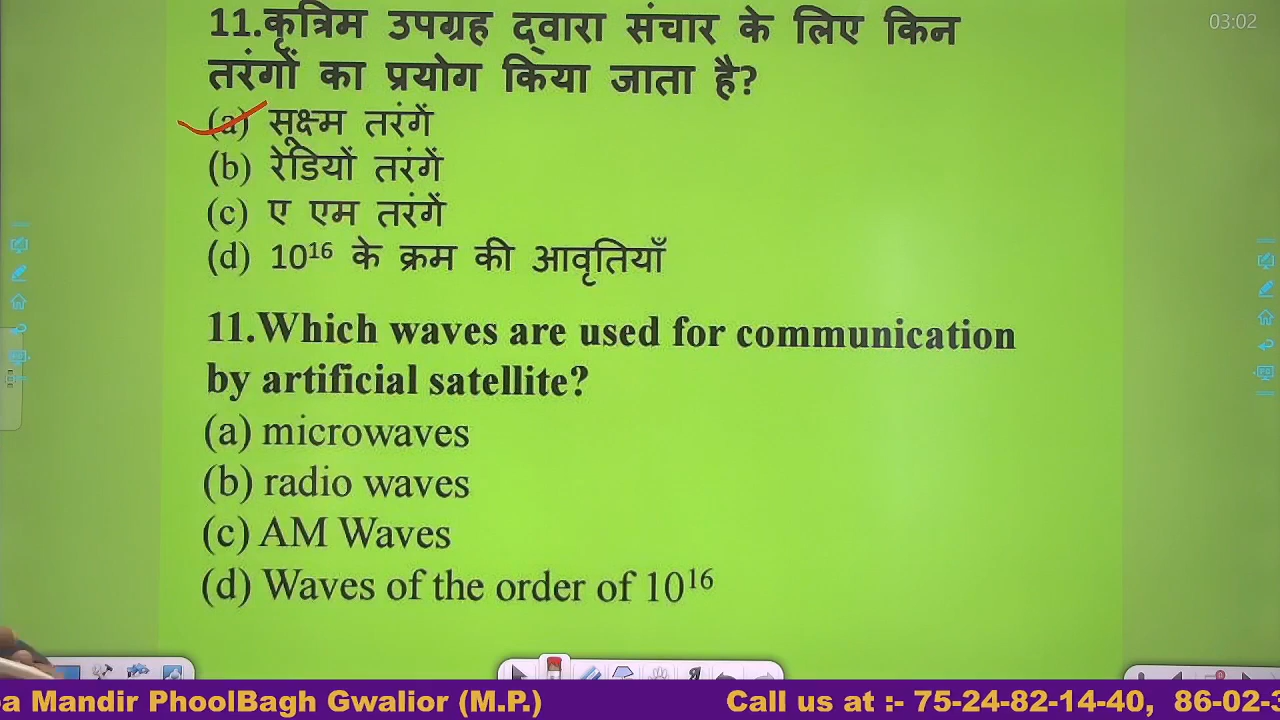 03:02
11.कृत्रिम उपग्रह द्वारा संचार के लिए किन
तरंगों का प्रयोग किया जाता है?
(a) सूक्ष्म तरंगें
(b) रेडियों तरंगें
(c) ए एम तरंगें
(d) 10¹⁶ के क्रम की आवृतियाँ
11.Which waves are used for communication
by artificial satellite?
(a) microwaves
(b) radio waves
(c) AM Waves
(d) Waves of the order of 10¹⁶
a Mandir PhoolBagh Gwalior (M.P.) Call us at :- 75-24-82-14-40, 86-02-3